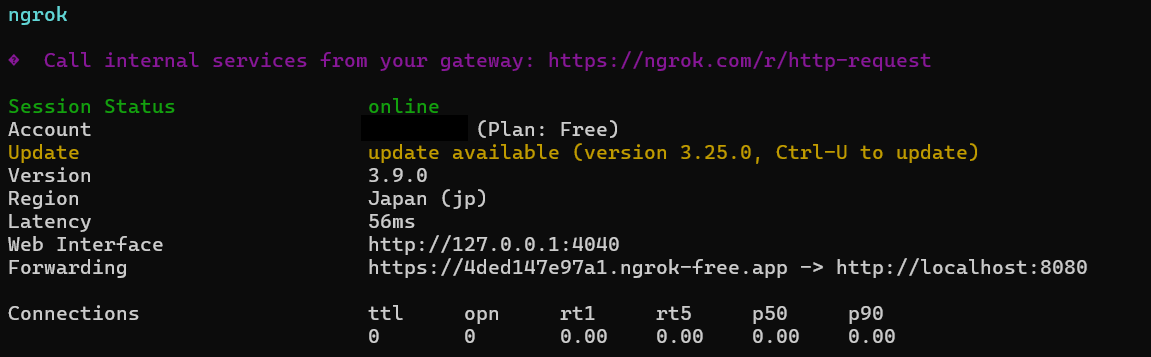 ngrok
� Call internal services from your gateway: https://ngrok.com/r/http-request
Session Status online
Account (Plan: Free)
Update update available (version 3.25.0, Ctrl-U to update)
Version 3.9.0
Region Japan (jp)
Latency 56ms
Web Interface http://127.0.0.1:4040
Forwarding https://4ded147e97a1.ngrok-free.app -> http://localhost:8080
Connections ttl opn rt1 rt5 p50 p90
0 0 0.00 0.00 0.00 0.00